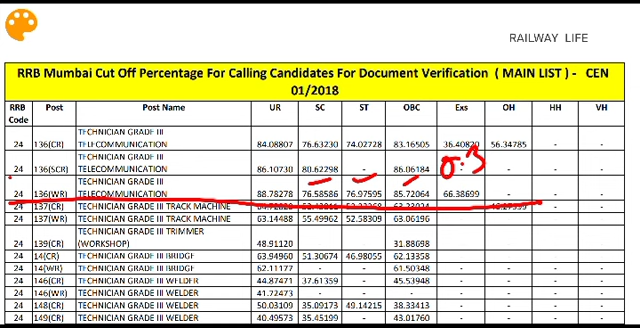 RAILWAY LIFE
RRB Mumbai Cut Off Percentage For Calling Candidates For Document Verification ( MAIN LIST ) - CEN
01/2018
RRB Code Post Post Name UR SC ST OBC Exs OH HH VH
24 136(CR) TECHNICIAN GRADE III TELECOMMUNICATION 84.08807 76.63230 74.02728 83.16505 36.40820 56.34785 - -
24 136(SCR) TECHNICIAN GRADE III TELECOMMUNICATION 86.10730 80.62298 - 86.06184 - - -
24 136(WR) TECHNICIAN GRADE III TELECOMMUNICATION 88.78278 76.58586 76.97595 85.72064 66.38699 - - -
24 137(CR) TECHNICIAN GRADE III TRACK MACHINE - - -
24 137(WR) TECHNICIAN GRADE III TRACK MACHINE 63.14488 55.49962 52.58309 63.06196 - - - -
24 139(CR) TECHNICIAN GRADE III TRIMMER (WORKSHOP) 48.91120 31.88698
24 14(CR) TECHNICIAN GRADE III BRIDGE 63.94960 51.30674 46.98055 62.13358 - - - -
24 14(WR) TECHNICIAN GRADE III BRIDGE 62.11177 - - 61.50348 - - - -
24 146(CR) TECHNICIAN GRADE III WELDER 44.87471 37.61359 45.53948 - - - -
24 146(WR) TECHNICIAN GRADE III WELDER 41.72473 - - - - - - -
24 148(CR) TECHNICIAN GRADE III WELDER 50.03109 35.09173 49.14215 38.33413 - - - -
24 149(CR) TECHNICIAN GRADE III WELDER 40.49573 35.45199 - 43.01760 - - - -